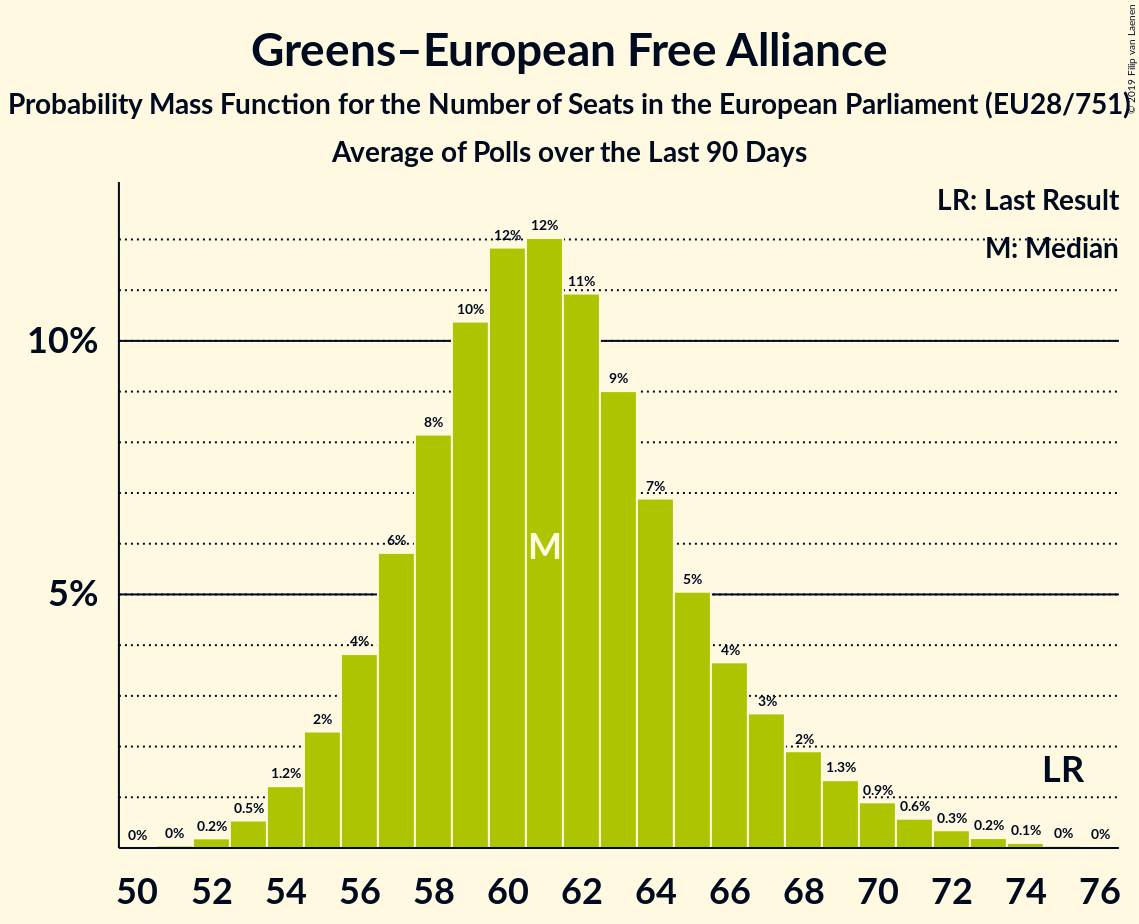 Greens–European Free Alliance
Probability Mass Function for the Number of Seats in the European Parliament (EU28/751)
Average of Polls over the Last 90 Days
© 2019 Filip van Laenen
LR: Last Result
M: Median
10%
5%
0% 0% 0.2% 0.5% 1.2% 2% 4% 6% 8% 10% 12% 12% 11% 9% 7% 5% 4% 3% 2% 1.3% 0.9% 0.6% 0.3% 0.2% 0.1% 0% 0%
M
LR
50 52 54 56 58 60 62 64 66 68 70 72 74 76